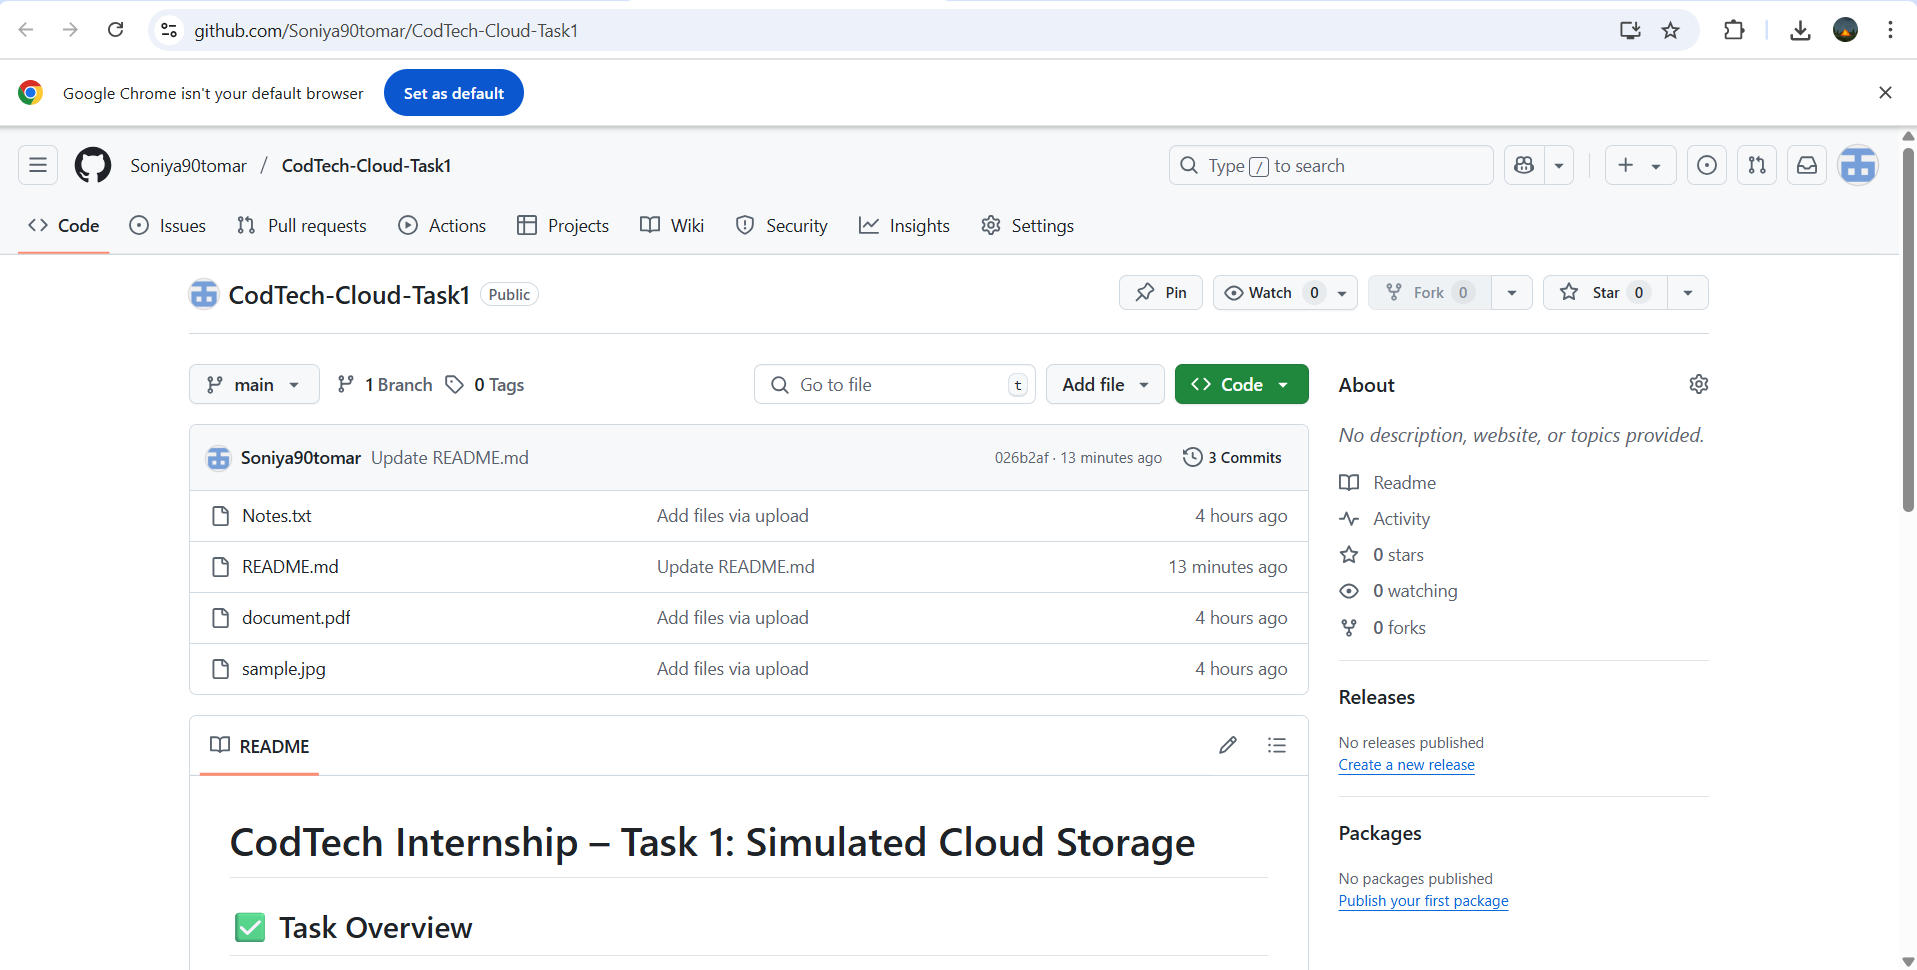 github.com/Soniya90tomar/CodTech-Cloud-Task1
Google Chrome isn't your default browser Set as default
Soniya90tomar / CodTech-Cloud-Task1 Type / to search
Code Issues Pull requests Actions Projects Wiki Security Insights Settings
CodTech-Cloud-Task1 Public Pin Watch 0 Fork 0 Star 0
main 1 Branch 0 Tags Go to file t Add file Code
Soniya90tomar Update README.md 026b2af · 13 minutes ago 3 Commits
Notes.txt Add files via upload 4 hours ago
README.md Update README.md 13 minutes ago
document.pdf Add files via upload 4 hours ago
sample.jpg Add files via upload 4 hours ago
README
CodTech Internship – Task 1: Simulated Cloud Storage
✅ Task Overview
About
No description, website, or topics provided.
Readme
Activity
0 stars
0 watching
0 forks
Releases
No releases published
Create a new release
Packages
No packages published
Publish your first package